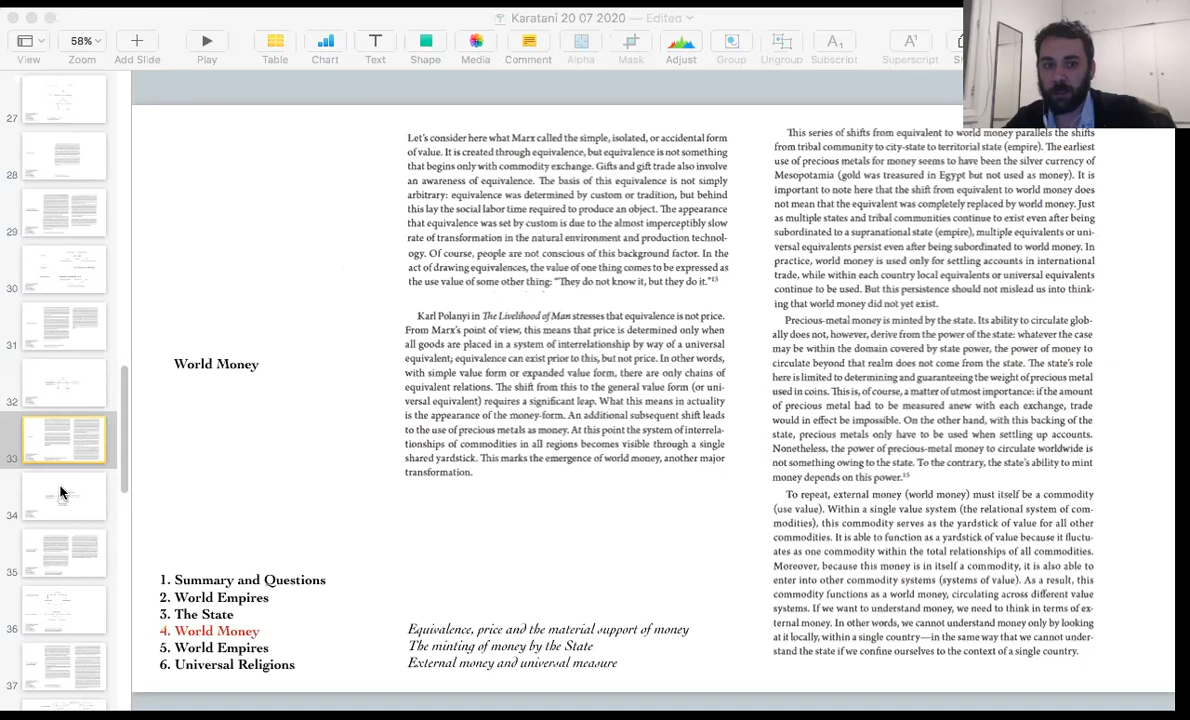 Karatani 20 07 2020 — Edited
58%
View
Zoom
Add Slide
Play
Table
Chart
Text
Shape
Media
Comment
Alpha
Mask
Adjust
Group
Ungroup
Subscript
Superscript
27
28
29
30
31
32
33
34
35
36
37
World Money
1. Summary and Questions
2. World Empires
3. The State
4. World Money
5. World Empires
6. Universal Religions
Let's consider here what Marx called the simple, isolated, or accidental form
of value. It is created through equivalence, but equivalence is not something
that begins only with commodity exchange. Gifts and gift trade also involve
an awareness of equivalence. The basis of this equivalence is not simply
arbitrary: equivalence was determined by custom or tradition, but behind
this lay the social labor time required to produce an object. The appearance
that equivalence was set by custom is due to the almost imperceptibly slow
rate of transformation in the natural environment and production technol-
ogy. Of course, people are not conscious of this background factor. In the
act of drawing equivalences, the value of one thing comes to be expressed as
the use value of some other thing: "They do not know it, but they do it."13
Karl Polanyi in The Livelihood of Man stresses that equivalence is not price.
From Marx's point of view, this means that price is determined only when
all goods are placed in a system of interrelationship by way of a universal
equivalent; equivalence can exist prior to this, but not price. In other words,
with simple value form or expanded value form, there are only chains of
equivalent relations. The shift from this to the general value form (or uni-
versal equivalent) requires a significant leap. What this means in actuality
is the appearance of the money-form. An additional subsequent shift leads
to the use of precious metals as money. At this point the system of interrela-
tionships of commodities in all regions becomes visible through a single
shared yardstick. This marks the emergence of world money, another major
transformation.
Equivalence, price and the material support of money
The minting of money by the State
External money and universal measure
This series of shifts from equivalent to world money parallels the shifts
from tribal community to city-state to territorial state (empire). The earliest
use of precious metals for money seems to have been the silver currency of
Mesopotamia (gold was treasured in Egypt but not used as money). It is
important to note here that the shift from equivalent to world money does
not mean that the equivalent was completely replaced by world money. Just
as multiple states and tribal communities continue to exist even after being
subordinated to a supranational state (empire), multiple equivalents or uni-
versal equivalents persist even after being subordinated to world money. In
practice, world money is used only for settling accounts in international
trade, while within each country local equivalents or universal equivalents
continue to be used. But this persistence should not mislead us into think-
ing that world money did not yet exist.
Precious-metal money is minted by the state. Its ability to circulate glob-
ally does not, however, derive from the power of the state: whatever the case
may be within the domain covered by state power, the power of money to
circulate beyond that realm does not come from the state. The state's role
here is limited to determining and guaranteeing the weight of precious metal
used in coins. This is, of course, a matter of utmost importance: if the amount
of precious metal had to be measured anew with each exchange, trade
would in effect be impossible. On the other hand, with this backing of the
state, precious metals only have to be used when settling up accounts.
Nonetheless, the power of precious-metal money to circulate worldwide is
not something owing to the state. To the contrary, the state's ability to mint
money depends on this power.15
To repeat, external money (world money) must itself be a commodity
(use value). Within a single value system (the relational system of com-
modities), this commodity serves as the yardstick of value for all other
commodities. It is able to function as a yardstick of value because it fluctu-
ates as one commodity within the total relationships of all commodities.
Moreover, because this money is in itself a commodity, it is also able to
enter into other commodity systems (systems of value). As a result, this
commodity functions as a world money, circulating across different value
systems. If we want to understand money, we need to think in terms of ex-
ternal money. In other words, we cannot understand money only by looking
at it locally, within a single country—in the same way that we cannot under-
stand the state if we confine ourselves to the context of a single country.